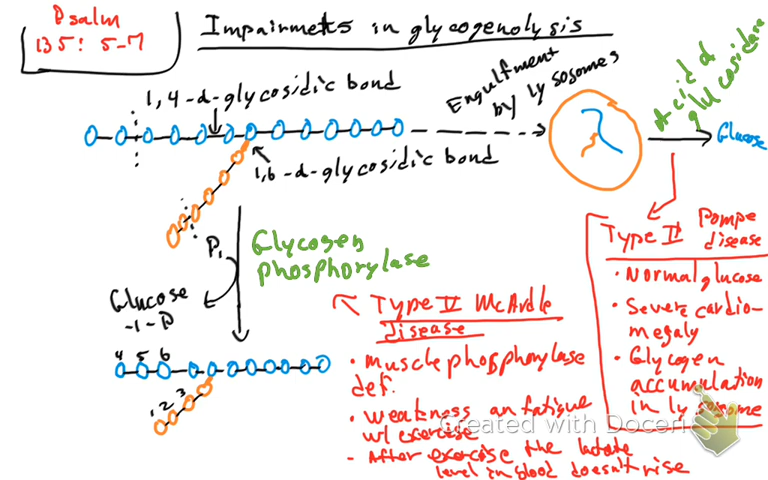 Psalm
135: 5-7
Impairments in glycogenolysis
1,4-α-glycosidic bond
Engulfment
by lysosomes
Acid α
glucosidase
Glucose
1,6-α-glycosidic bond
Pi
Glycogen
phosphorylase
Glucose
-1-P
4 5 6
1 2 3
Type II Pompe
disease
• Normal glucose
• Severe cardio-
megaly
• Glycogen
accumulation
in lysosome
Type V McArdle
disease
• Muscle phosphorylase
def.
• Weakness an fatigue
w/ exercise
- After exercise the lactate
level in blood doesn't rise
Created with Doceri